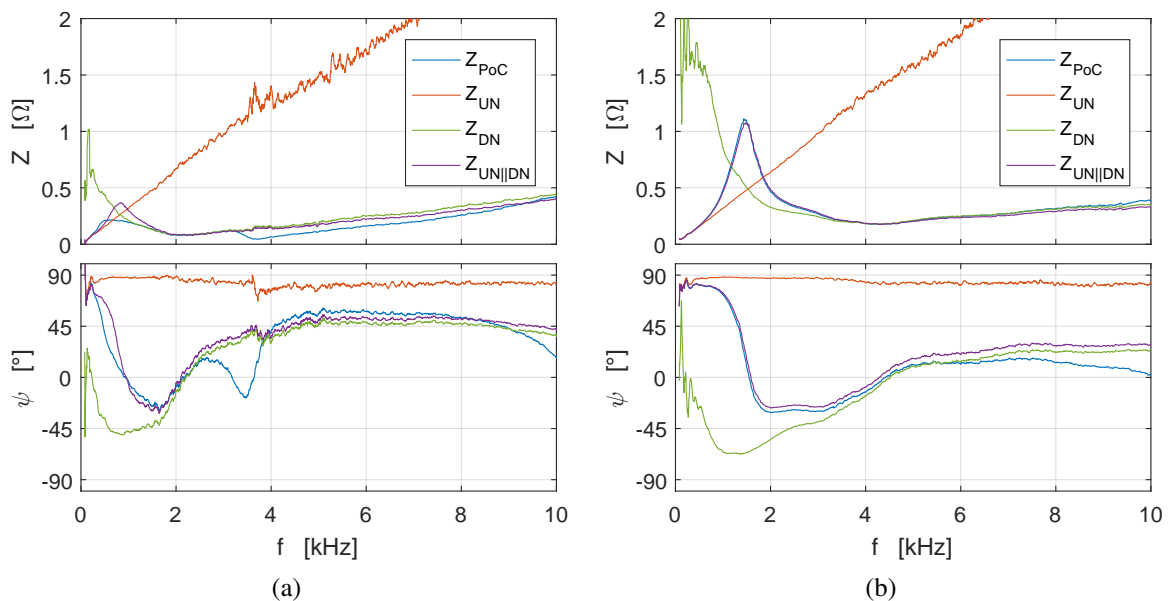 2
1.5
1
0.5
0
Z [Ω]
Z_PoC
Z_UN
Z_DN
Z_UN||DN
90
45
0
-45
-90
ψ [°]
0 2 4 6 8 10
f [kHz]
(a)
2
1.5
1
0.5
0
Z [Ω]
Z_PoC
Z_UN
Z_DN
Z_UN||DN
90
45
0
-45
-90
ψ [°]
0 2 4 6 8 10
f [kHz]
(b)